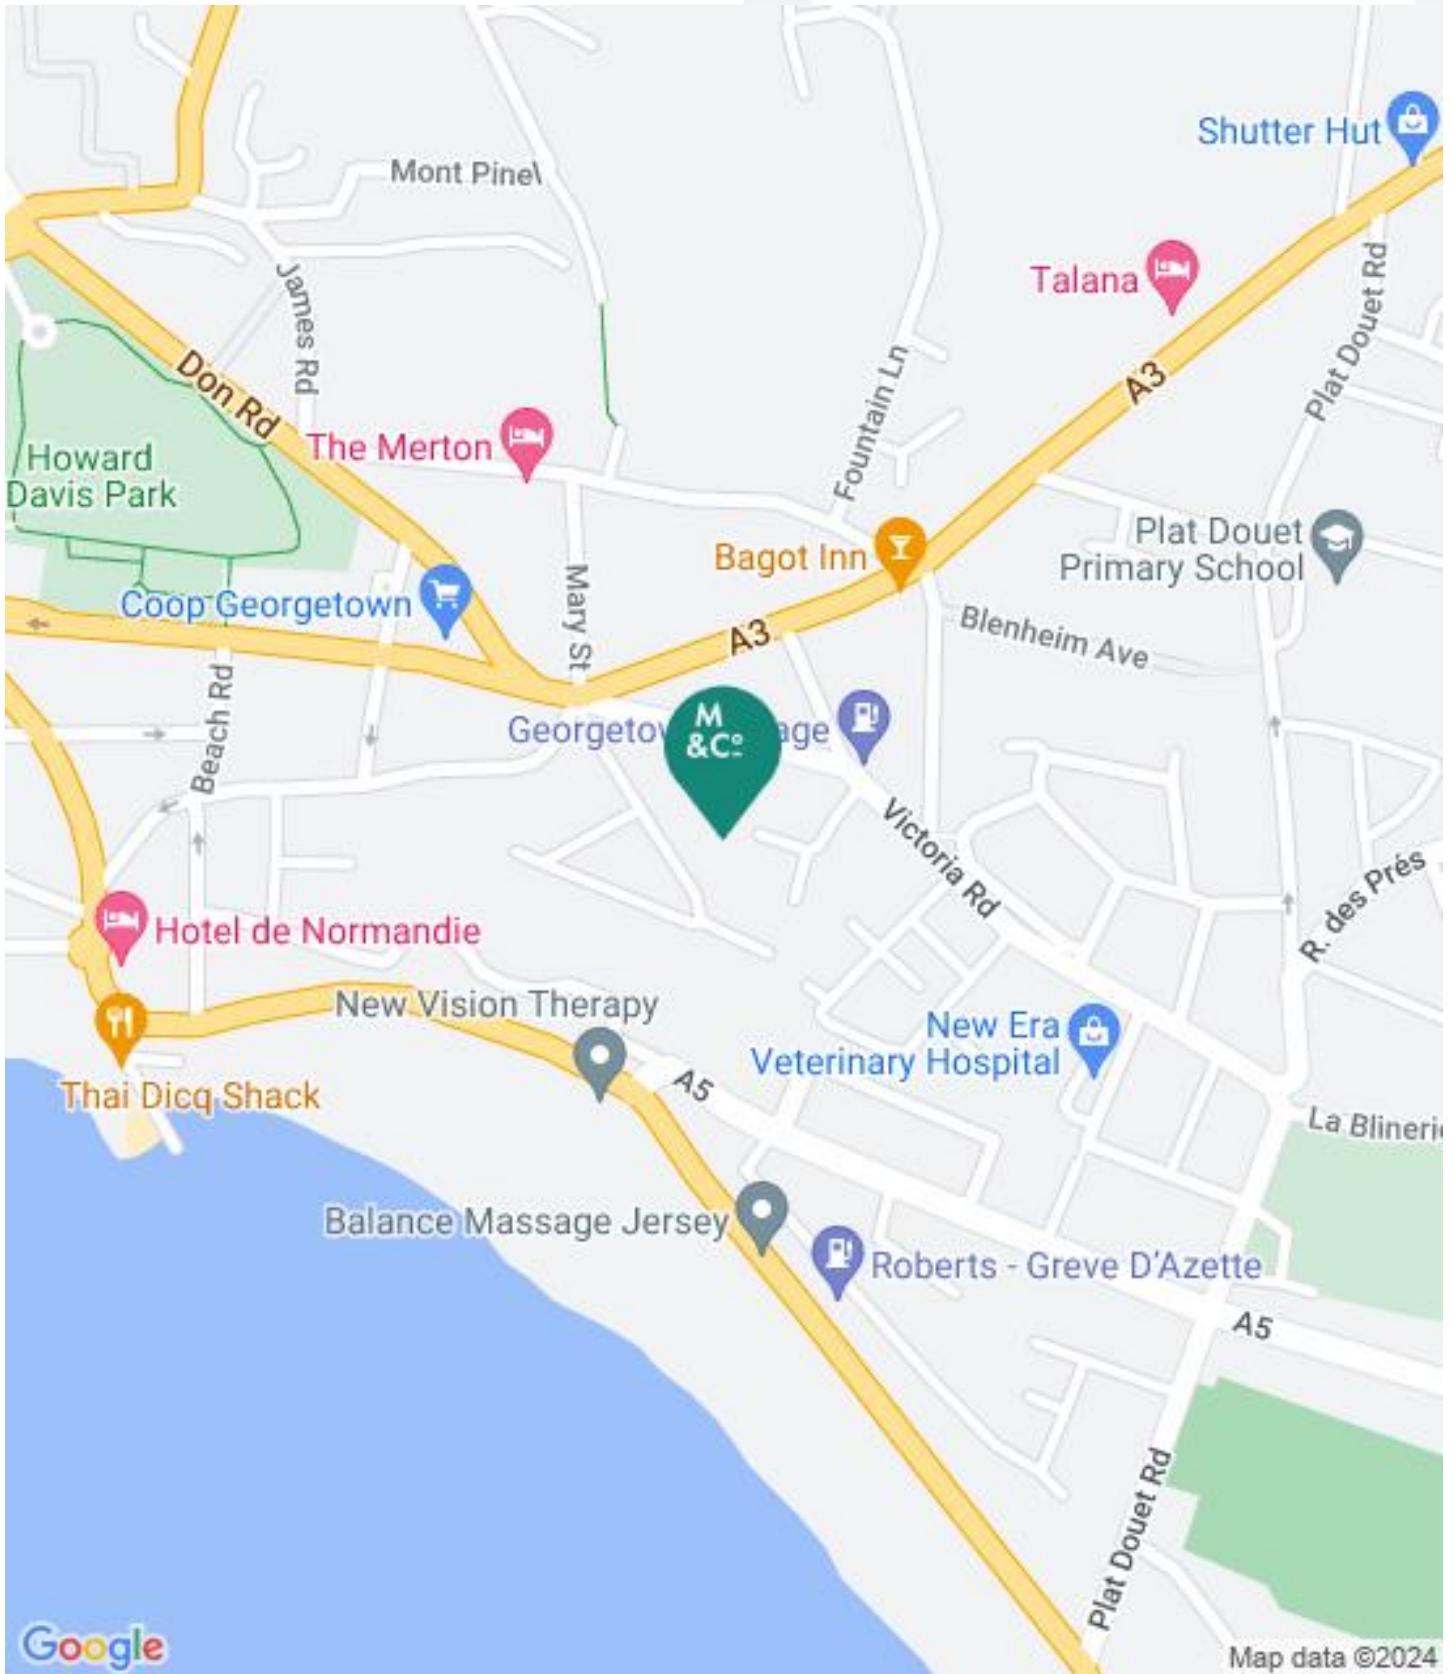 Shutter Hut
Mont Pinel
Talana
James Rd
Plat Douet Rd
A3
Don Rd
Fountain Ln
The Merton
Howard
Davis Park
Plat Douet
Primary School
Bagot Inn
Coop Georgetown
Mary St
A3
Blenheim Ave
Beach Rd
M
&Cº
Georgeto
age
Victoria Rd
R. des Prés
Hotel de Normandie
New Vision Therapy
New Era
Veterinary Hospital
Thai Dicq Shack
A5
La Blinerie
Balance Massage Jersey
Roberts - Greve D'Azette
A5
Plat Douet Rd
Google
Map data ©2024